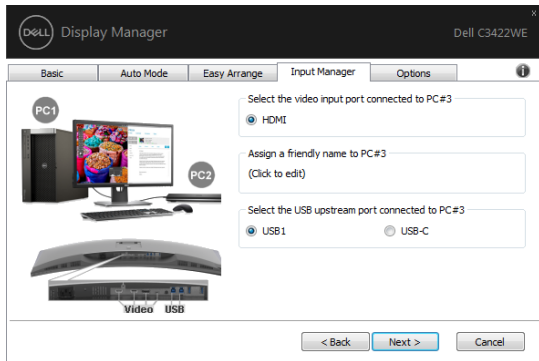 x
DELL Display Manager Dell C3422WE
Basic Auto Mode Easy Arrange Input Manager Options i
Select the video input port connected to PC#3
HDMI
Assign a friendly name to PC#3
(Click to edit)
Select the USB upstream port connected to PC#3
USB1 USB-C
PC1
PC2
Video USB
< Back Next > Cancel